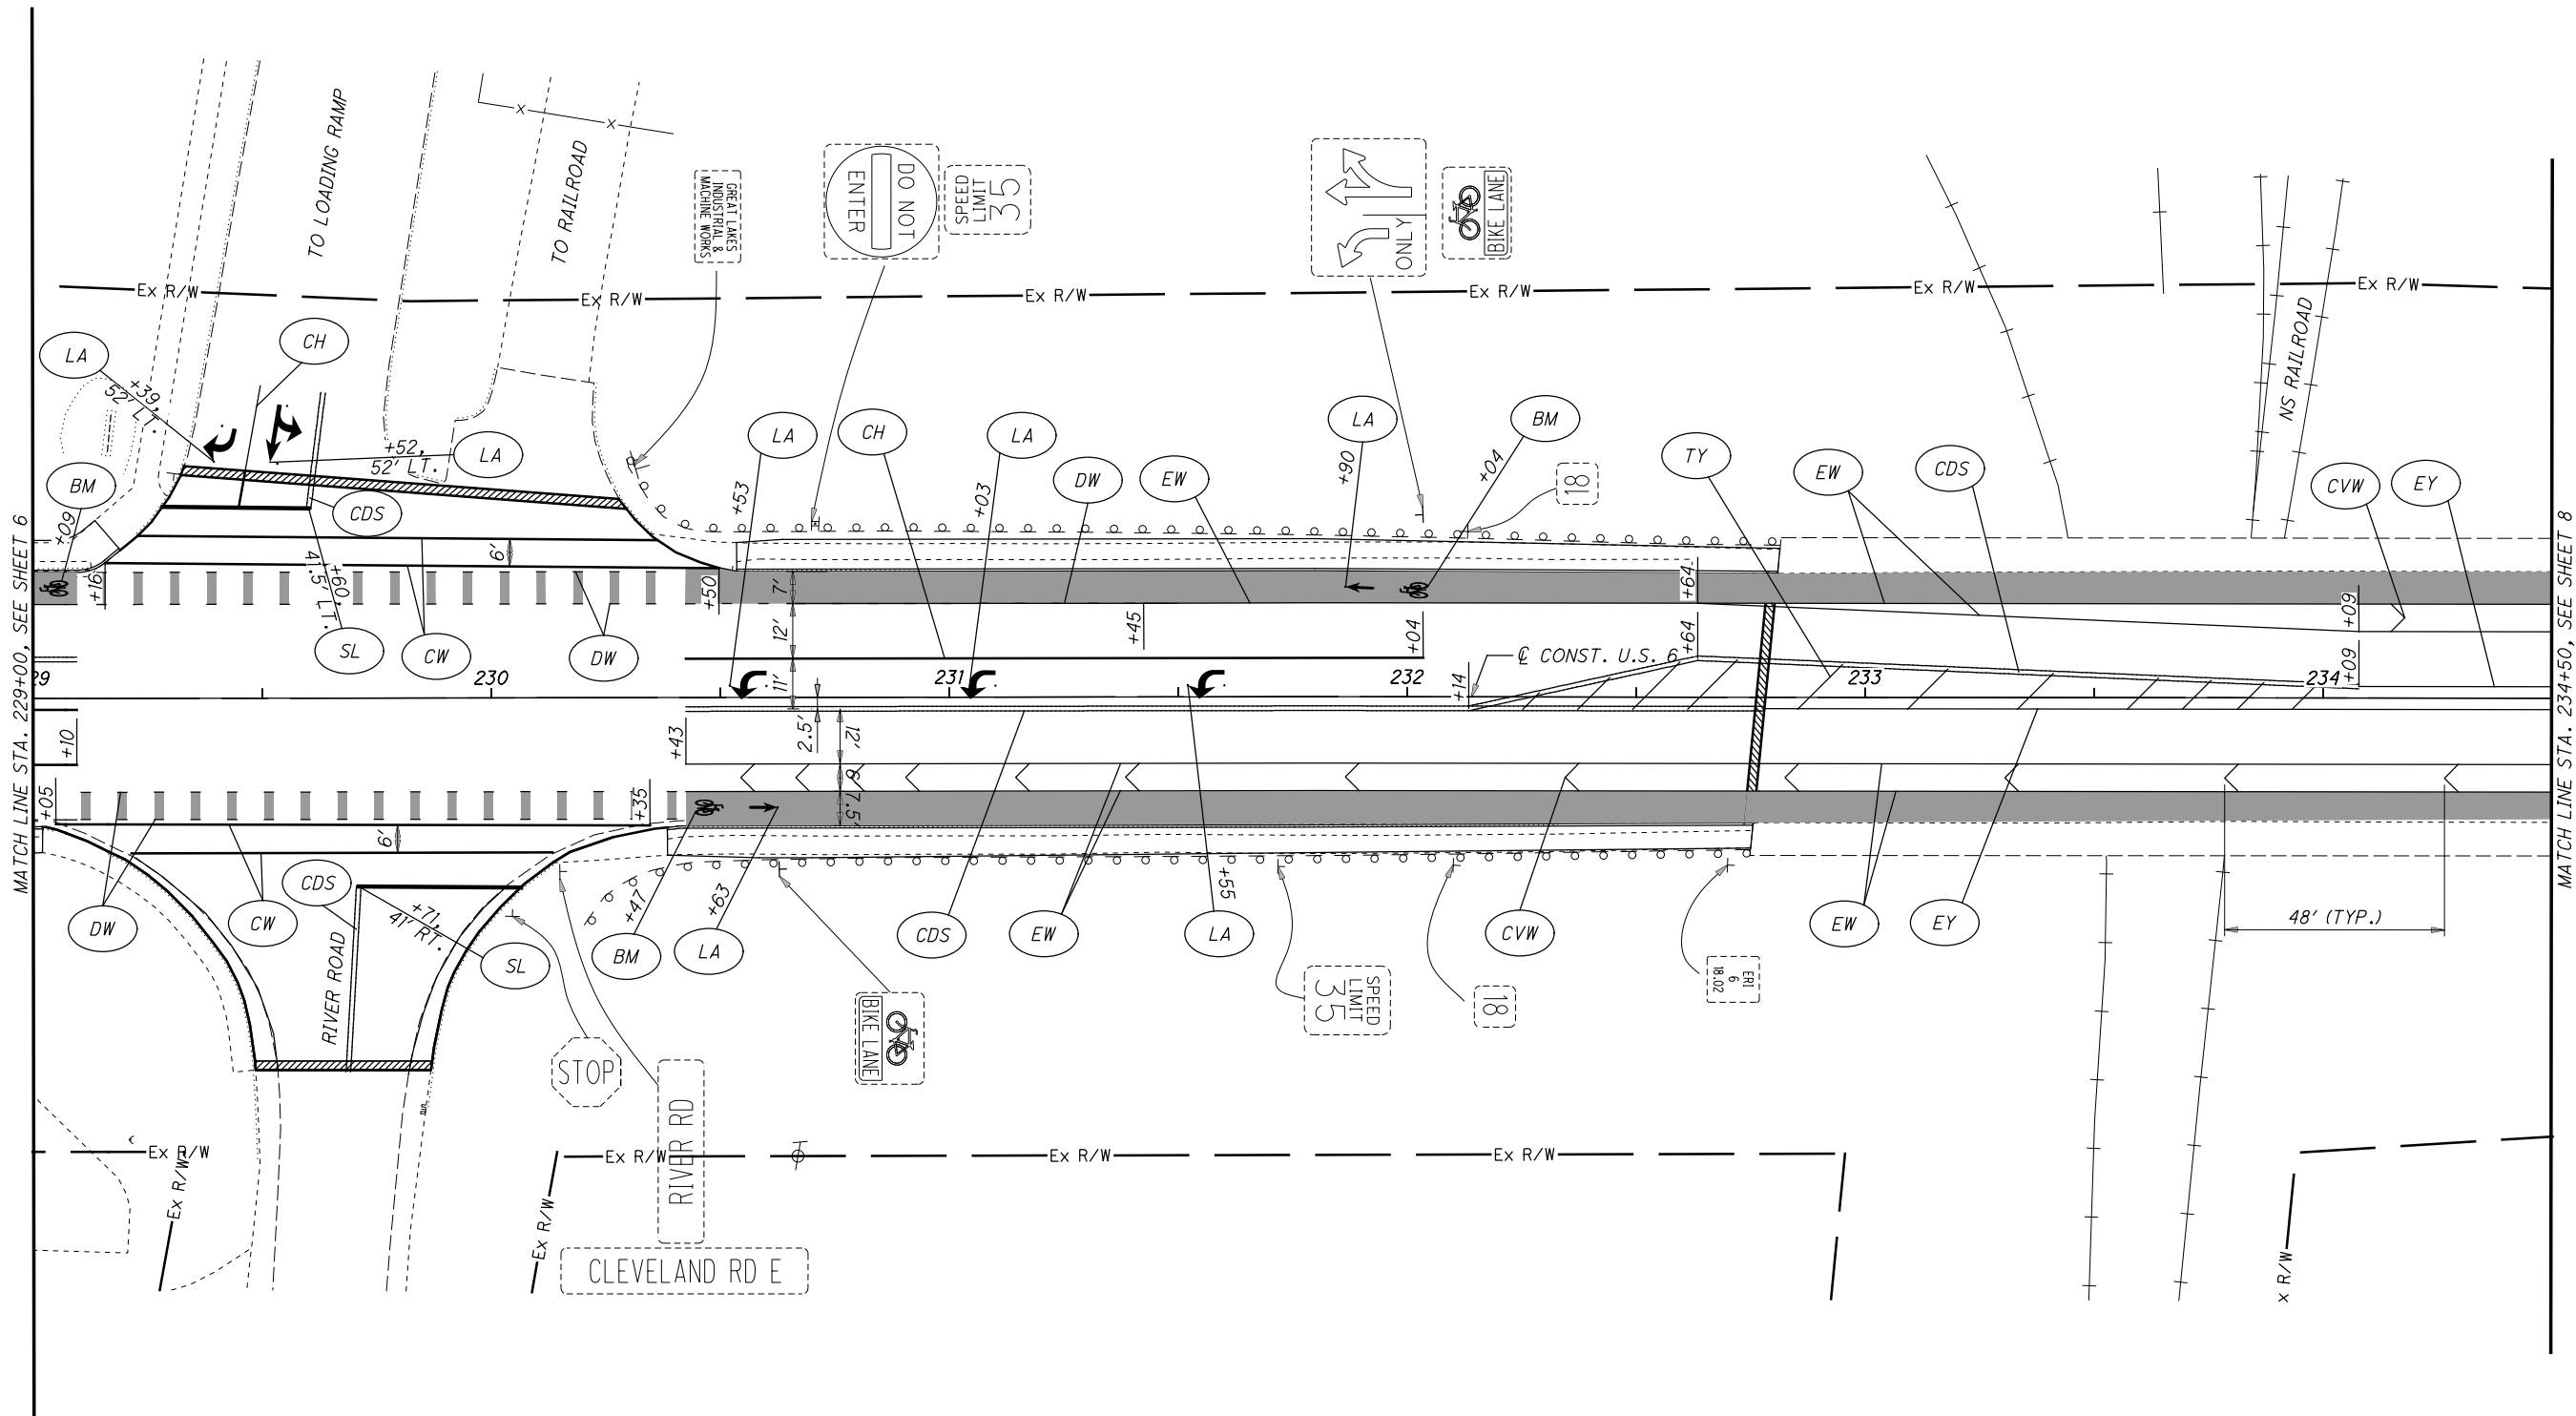 MATCH LINE STA. 229+00, SEE SHEET 6
MATCH LINE STA. 234+50, SEE SHEET 8
TO LOADING RAMP
TO RAILROAD
GREAT LAKES
INDUSTRIAL &
MACHINE WORKS
DO NOT
ENTER
SPEED
LIMIT
35
ONLY
BIKE LANE
NS RAILROAD
Ex R/W
Ex R/W
Ex R/W
Ex R/W
Ex R/W
Ex R/W
LA
CH
+39,
52' LT.
+52,
52' LT.
LA
BM
+09
CDS
+16
6'
+60,
41.5' LT.
SL
CW
DW
+50
+53
LA
CH
+03
LA
DW
EW
LA
+90
BM
+04
18
TY
EW
CDS
CVW
EY
7'
12'
11'
+45
+04
+64
+64
+09
+09
℄ CONST. U.S. 6
+14
29
230
231
232
233
234
+10
+43
2.5'
12'
6'
7.5'
+05
+35
6'
DW
CW
CDS
+71,
41' RT.
SL
RIVER ROAD
+47
BM
+63
LA
CDS
EW
+55
LA
CVW
EW
EY
48' (TYP.)
BIKE LANE
SPEED
LIMIT
35
18
ERI
6
18.02
STOP
RIVER RD
CLEVELAND RD E
Ex R/W
Ex R/W
Ex R/W
Ex R/W
Ex R/W
Ex R/W
x R/W